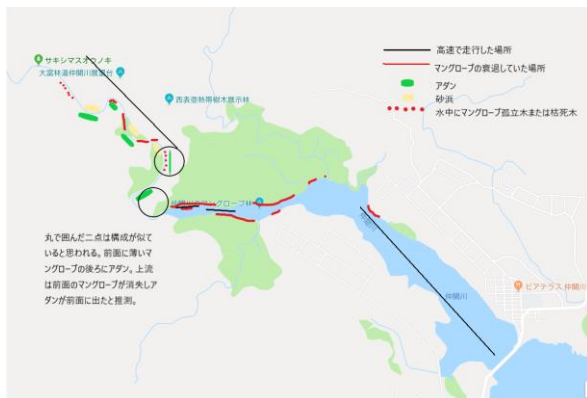 サキシマスオウノキ
大富林道仲間川展望台
西表亜熱帯樹木展示林
高速で走行した場所
マングローブの衰退していた場所
アダン
砂浜
水中にマングローブ孤立木または枯死木
丸で囲んだ二点は構成が似て
いると思われる。前面に薄いマ
ングローブの後ろにアダン。上流
は前面のマングローブが消失しア
ダンが前面に出たと推測。
仲間川
ピアテラス 仲間川